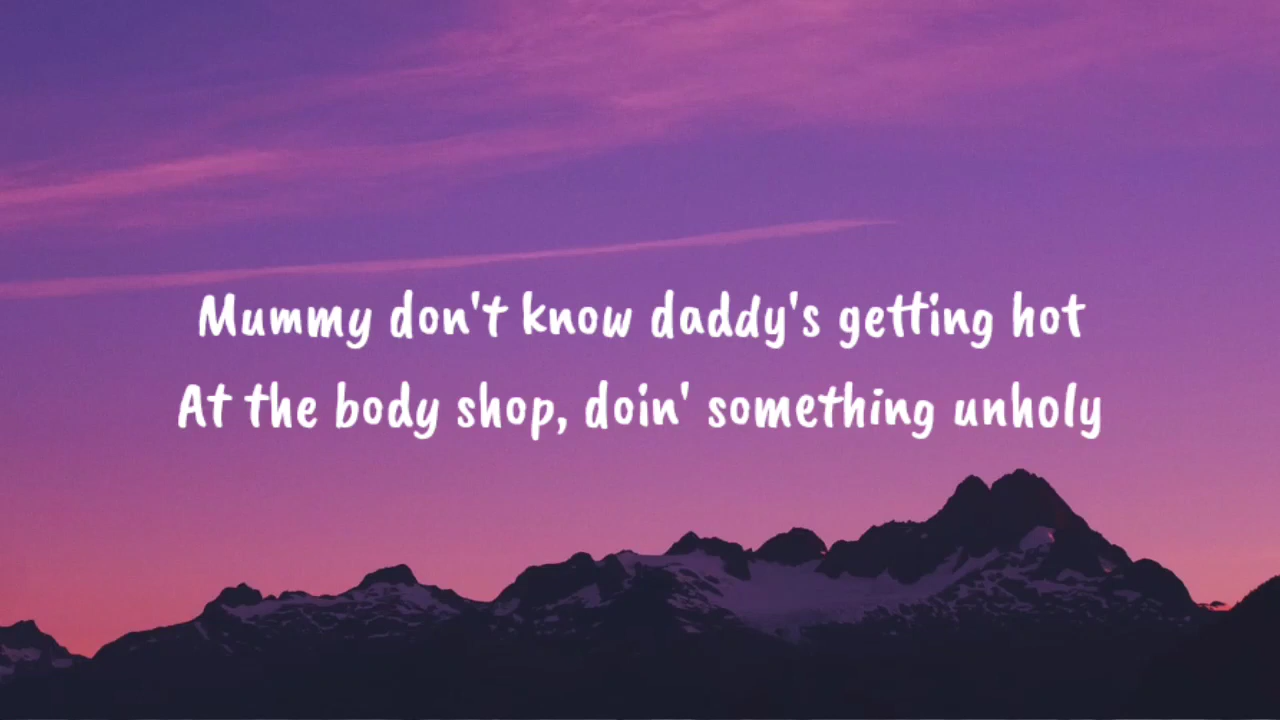 Mummy don't know daddy's getting hot
At the body shop, doin' something unholy